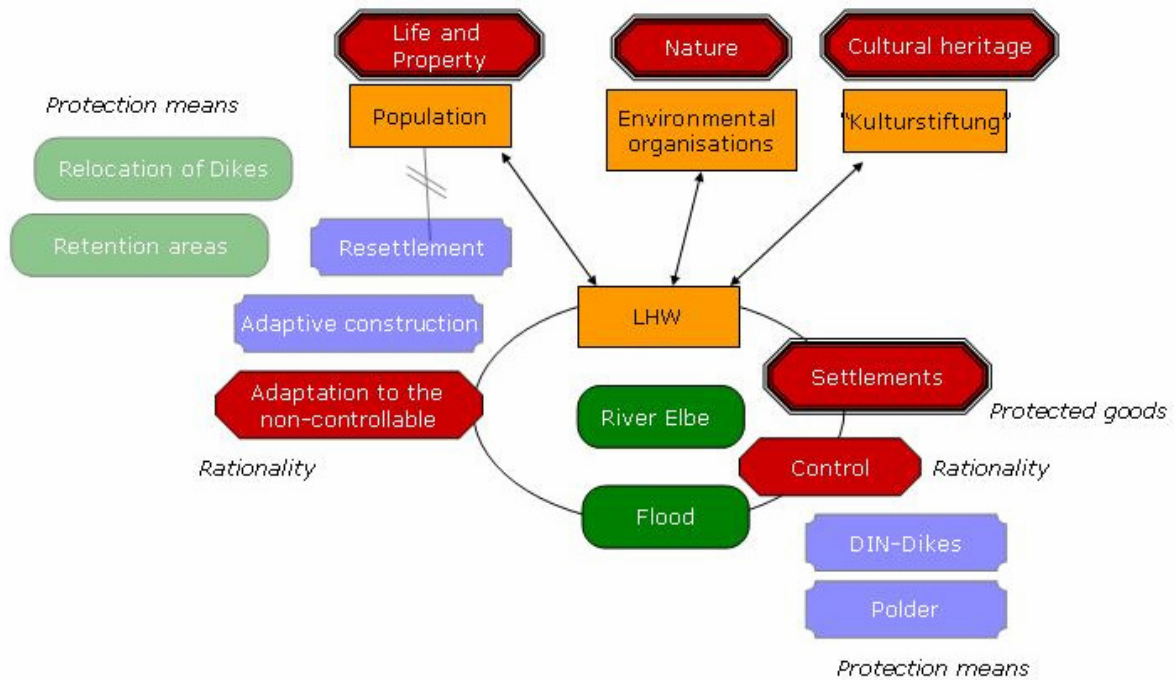 Life and
Property
Nature
Cultural heritage
Protection means
Population
Environmental
organisations
"Kulturstiftung"
Relocation of Dikes
Retention areas
Resettlement
Adaptive construction
LHW
Settlements
Adaptation to the
non-controllable
River Elbe
Protected goods
Rationality
Control
Rationality
Flood
DIN-Dikes
Polder
Protection means